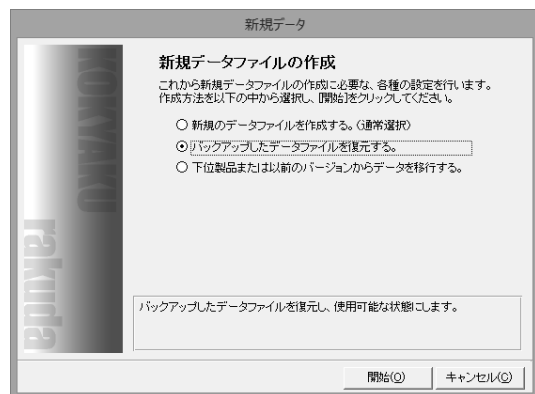 新規データ
新規データファイルの作成
これから新規データファイルの作成に必要な、各種の設定を行います。
作成方法を以下の中から選択し、[開始]をクリックしてください。
新規のデータファイルを作成する。(通常選択)
バックアップしたデータファイルを復元する。
下位製品または以前のバージョンからデータを移行する。
KOKYAKU
rakuda
バックアップしたデータファイルを復元し、使用可能な状態にします。
開始(O)
キャンセル(C)